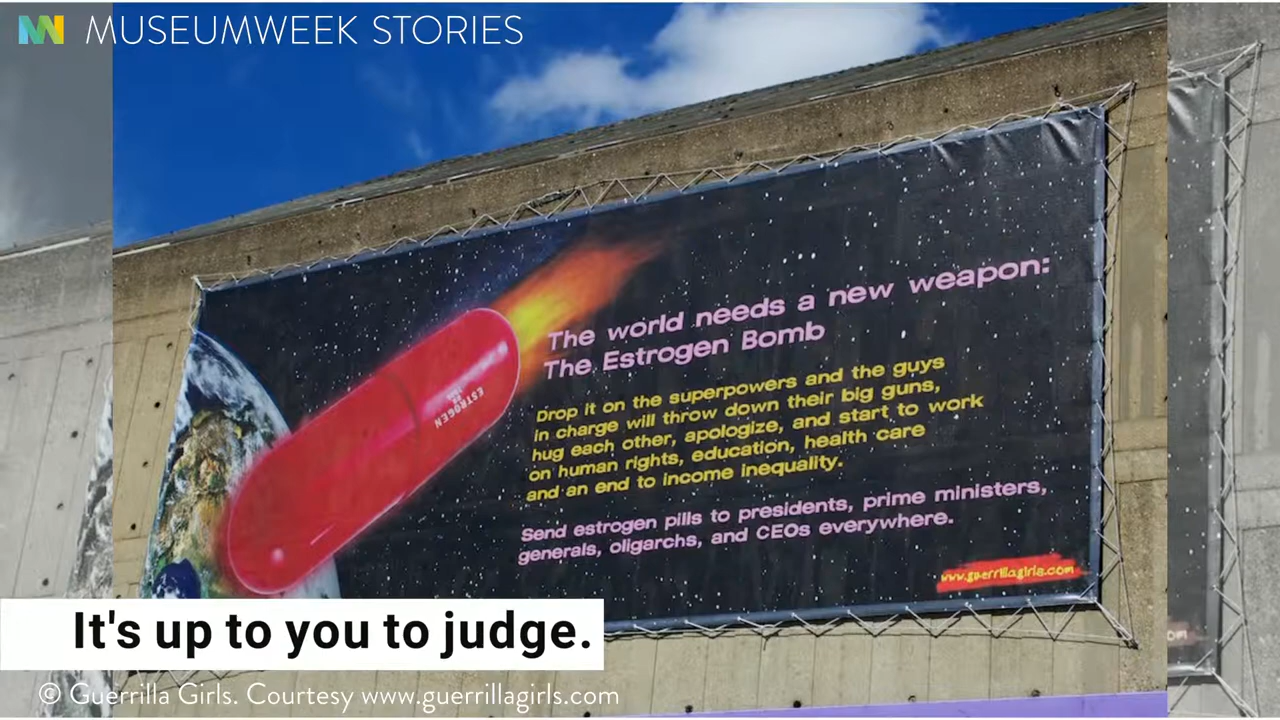 MUSEUMWEEK STORIES
The world needs a new weapon:
The Estrogen Bomb
Drop it on the superpowers and the guys
in charge will throw down their big guns,
hug each other, apologize, and start to work
on human rights, education, health care
and an end to income inequality.
Send estrogen pills to presidents, prime ministers,
generals, oligarchs, and CEOs everywhere.
ESTROGEN
www.guerrillagirls.com
It's up to you to judge.
© Guerrilla Girls. Courtesy www.guerrillagirls.com